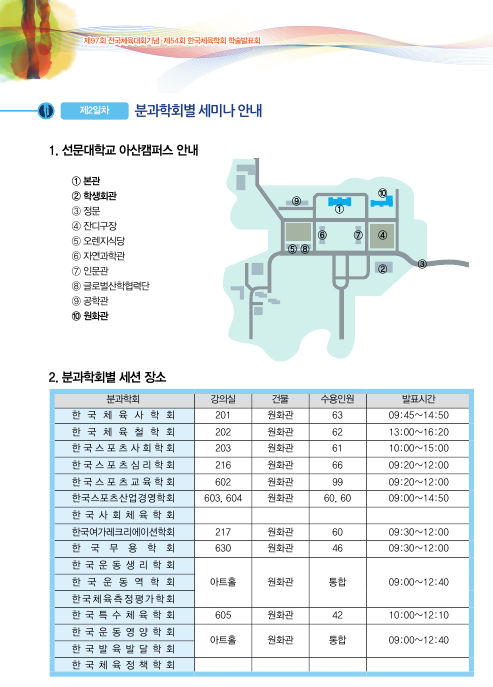 제97회 전국체육대회기념·제54회 한국체육학회 학술발표회
제2일차 분과학회별 세미나 안내
1. 선문대학교 아산캠퍼스 안내
① 본관
② 학생회관
③ 정문
④ 잔디구장
⑤ 오렌지식당
⑥ 자연과학관
⑦ 인문관
⑧ 글로벌산학협력단
⑨ 공학관
⑩ 원화관
⑨ ① ⑩
⑥ ⑦ ④
⑤ ⑧
② ③
2. 분과학회별 세션 장소
분과학회 강의실 건물 수용인원 발표시간
한국체육사학회 201 원화관 63 09:45~14:50
한국체육철학회 202 원화관 62 13:00~16:20
한국스포츠사회학회 203 원화관 61 10:00~15:00
한국스포츠심리학회 216 원화관 66 09:20~12:00
한국스포츠교육학회 602 원화관 99 09:20~12:00
한국스포츠산업경영학회 603, 604 원화관 60, 60 09:00~14:50
한국사회체육학회
한국여가레크리에이션학회 217 원화관 60 09:30~12:00
한국무용학회 630 원화관 46 09:30~12:00
한국운동생리학회
한국운동역학회 아트홀 원화관 통합 09:00~12:40
한국체육측정평가학회
한국특수체육학회 605 원화관 42 10:00~12:10
한국운동영양학회
아트홀 원화관 통합 09:00~12:40
한국발육발달학회
한국체육정책학회